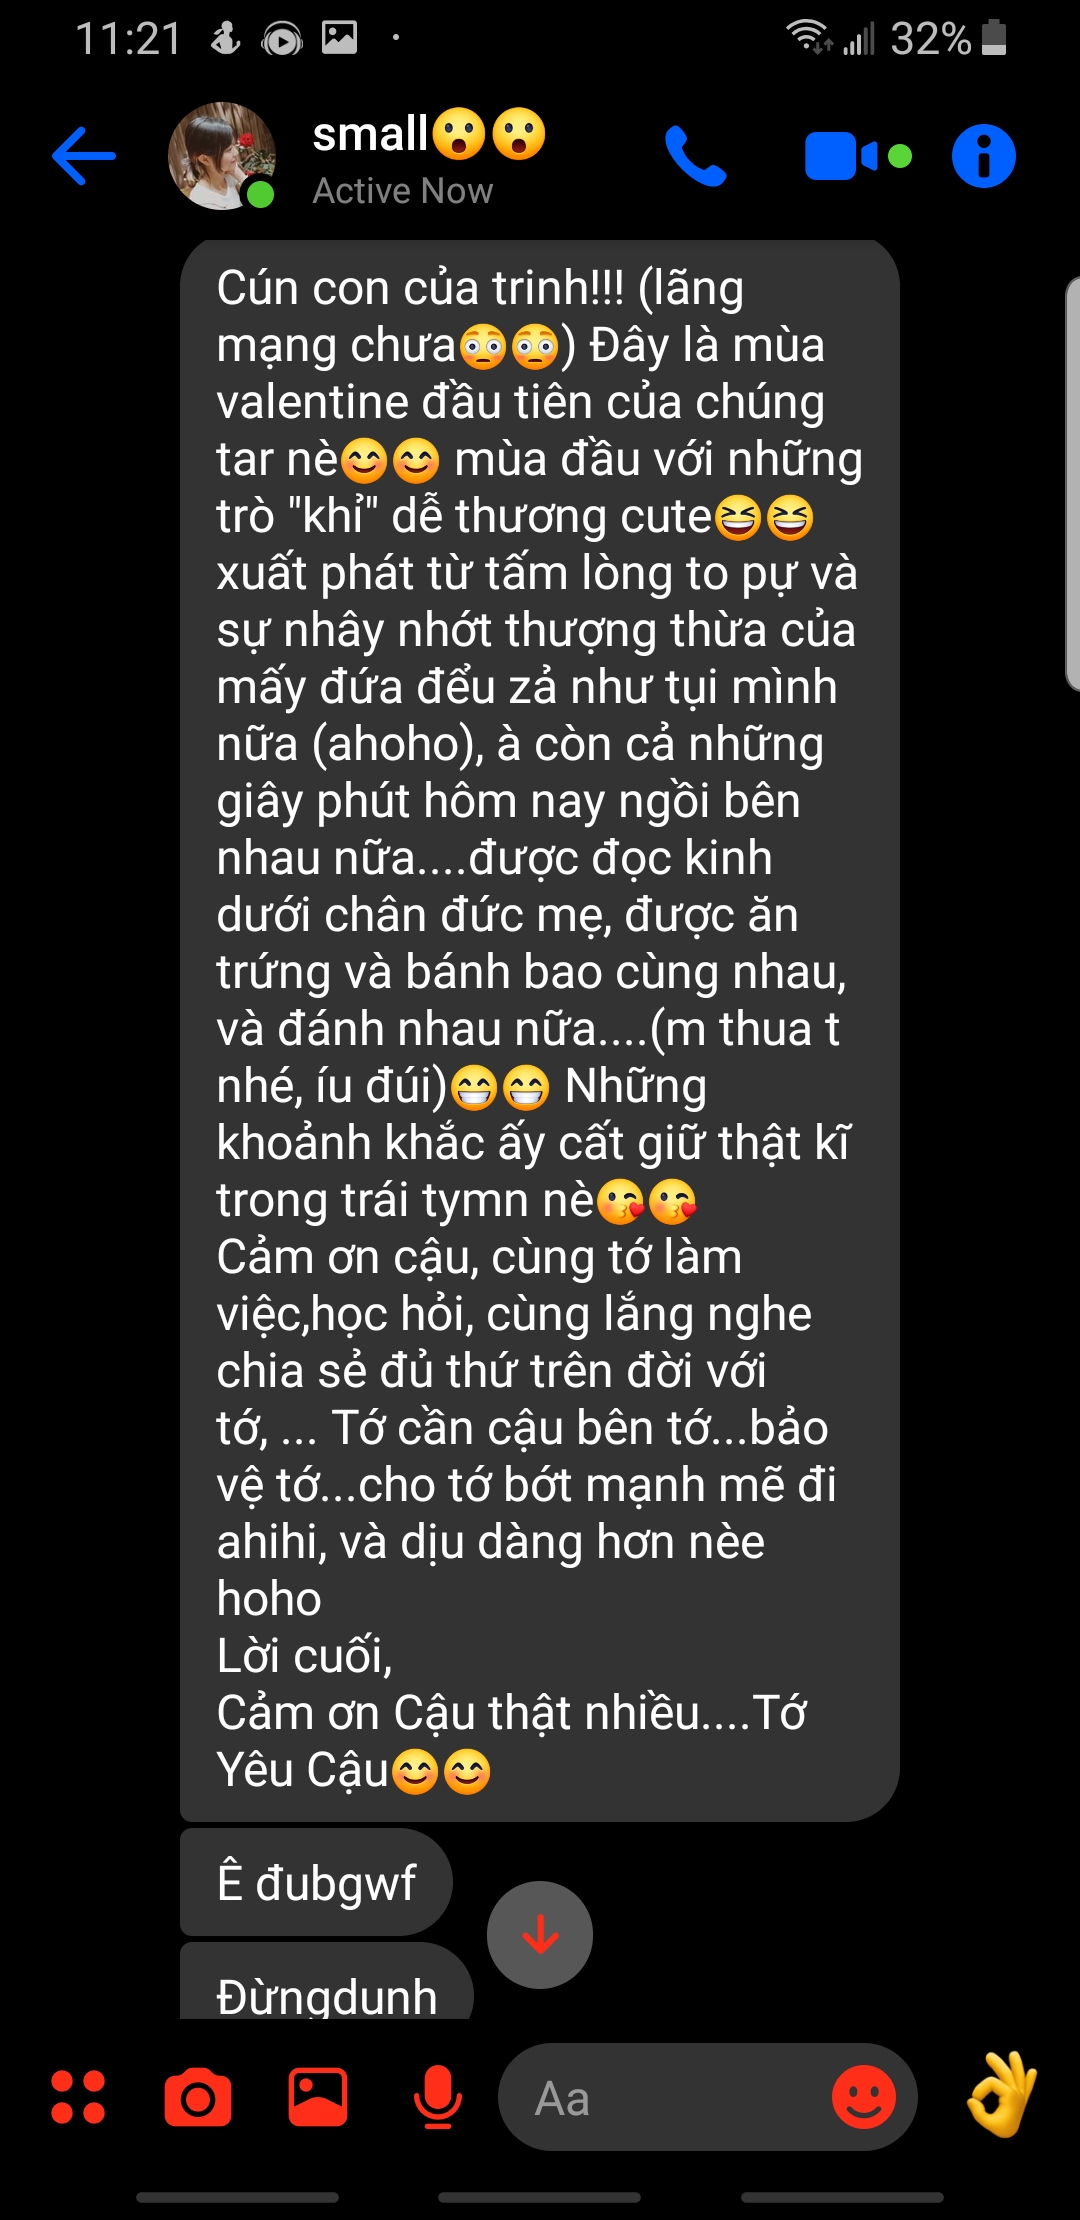 11:21
32%
small😮😮
Active Now
Cún con của trinh!!! (lãng
mạng chưa😳😳) Đây là mùa
valentine đầu tiên của chúng
tar nè😊😊 mùa đầu với những
trò "khỉ" dễ thương cute😆😆
xuất phát từ tấm lòng to pự và
sự nhây nhớt thượng thừa của
mấy đứa đểu zả như tụi mình
nữa (ahoho), à còn cả những
giây phút hôm nay ngồi bên
nhau nữa....được đọc kinh
dưới chân đức mẹ, được ăn
trứng và bánh bao cùng nhau,
và đánh nhau nữa....(m thua t
nhé, íu đúi)😁😁 Những
khoảnh khắc ấy cất giữ thật kĩ
trong trái tymn nè😘😘
Cảm ơn cậu, cùng tớ làm
việc,học hỏi, cùng lắng nghe
chia sẻ đủ thứ trên đời với
tớ, ... Tớ cần cậu bên tớ...bảo
vệ tớ...cho tớ bớt mạnh mẽ đi
ahihi, và dịu dàng hơn nèe
hoho
Lời cuối,
Cảm ơn Cậu thật nhiều....Tớ
Yêu Cậu😊😊
Ê đubgwf
Đừngdunh
Aa